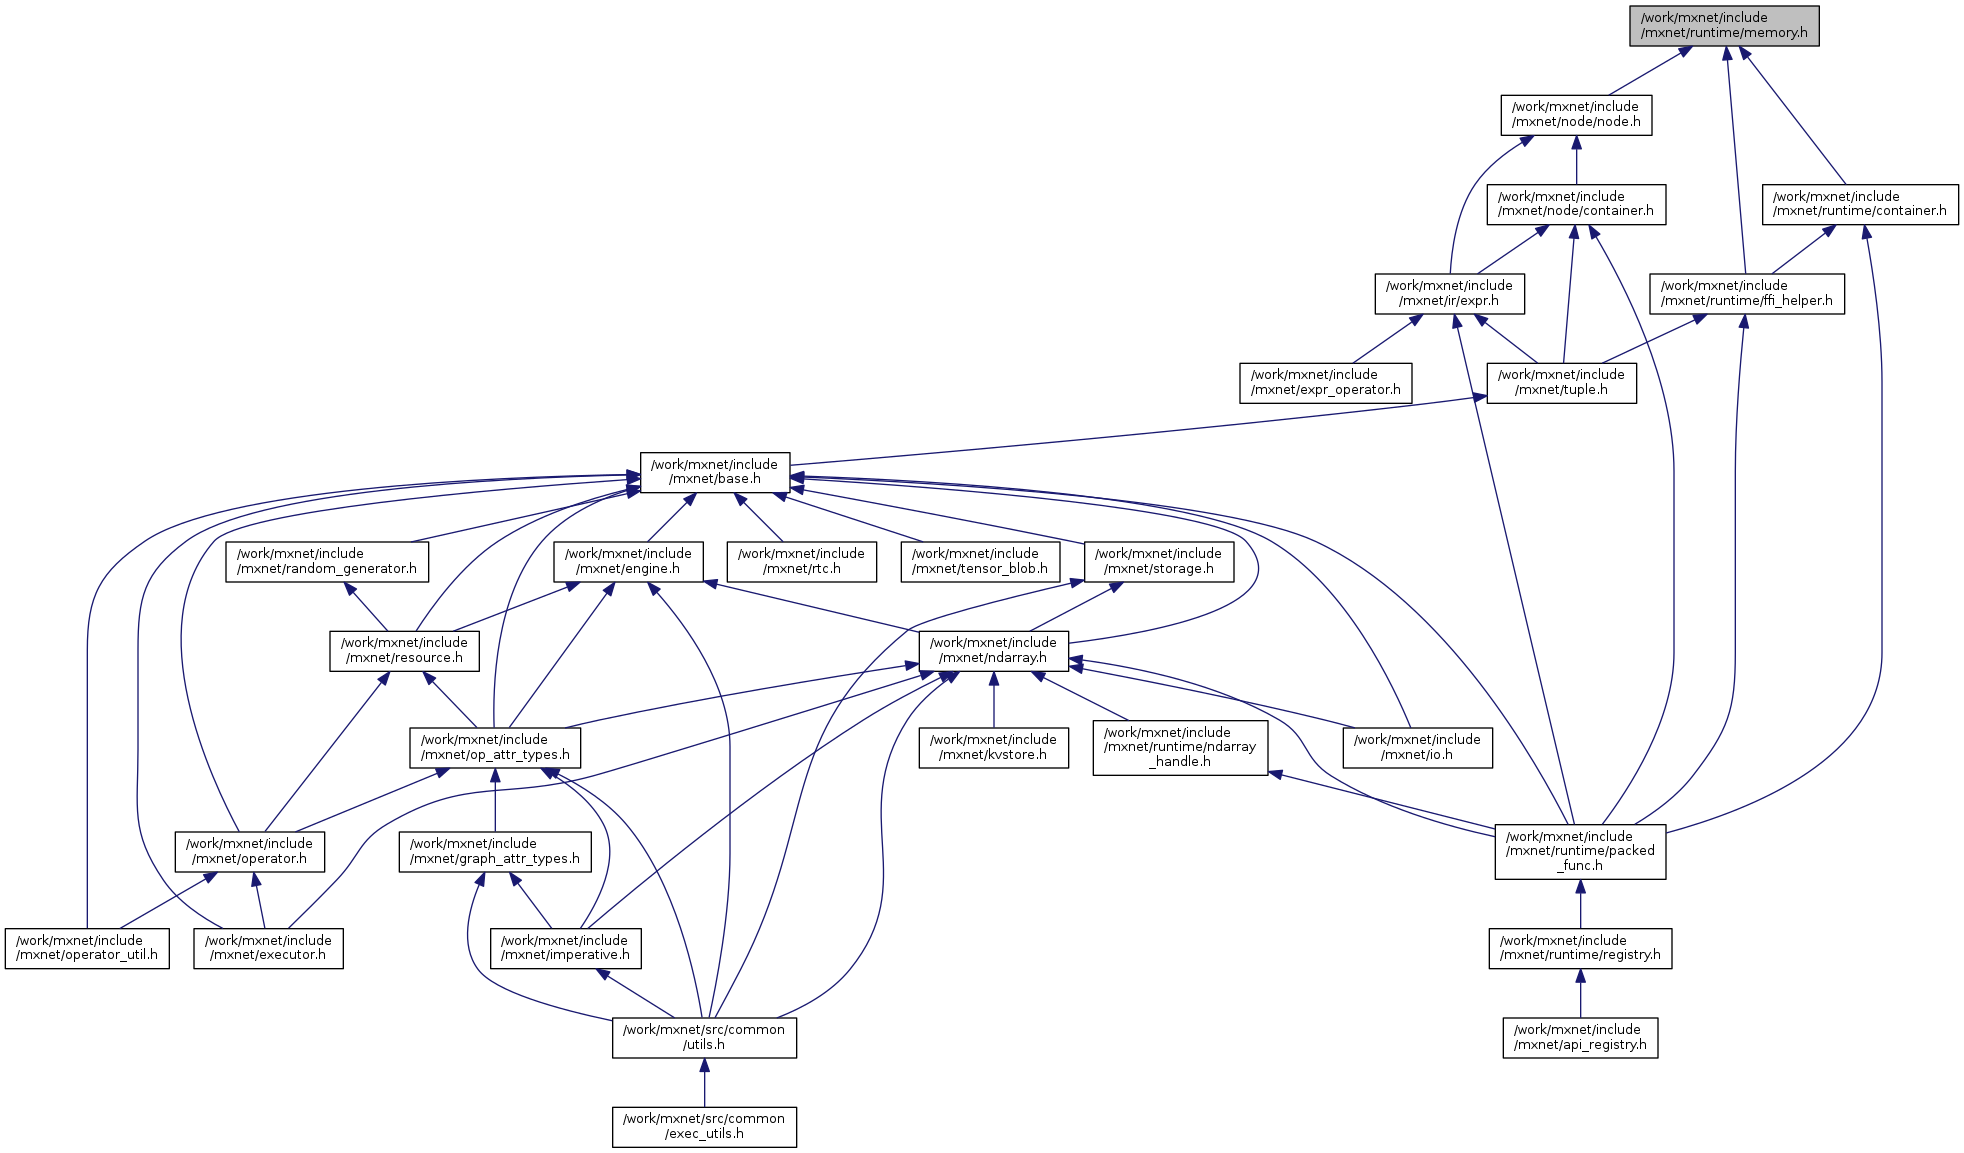 /work/mxnet/include
/mxnet/runtime/memory.h
/work/mxnet/include
/mxnet/node/node.h
/work/mxnet/include
/mxnet/node/container.h
/work/mxnet/include
/mxnet/runtime/container.h
/work/mxnet/include
/mxnet/ir/expr.h
/work/mxnet/include
/mxnet/runtime/ffi_helper.h
/work/mxnet/include
/mxnet/expr_operator.h
/work/mxnet/include
/mxnet/tuple.h
/work/mxnet/include
/mxnet/base.h
/work/mxnet/include
/mxnet/random_generator.h
/work/mxnet/include
/mxnet/engine.h
/work/mxnet/include
/mxnet/rtc.h
/work/mxnet/include
/mxnet/tensor_blob.h
/work/mxnet/include
/mxnet/storage.h
/work/mxnet/include
/mxnet/resource.h
/work/mxnet/include
/mxnet/ndarray.h
/work/mxnet/include
/mxnet/op_attr_types.h
/work/mxnet/include
/mxnet/kvstore.h
/work/mxnet/include
/mxnet/runtime/ndarray
_handle.h
/work/mxnet/include
/mxnet/io.h
/work/mxnet/include
/mxnet/operator.h
/work/mxnet/include
/mxnet/graph_attr_types.h
/work/mxnet/include
/mxnet/runtime/packed
_func.h
/work/mxnet/include
/mxnet/operator_util.h
/work/mxnet/include
/mxnet/executor.h
/work/mxnet/include
/mxnet/imperative.h
/work/mxnet/include
/mxnet/runtime/registry.h
/work/mxnet/src/common
/utils.h
/work/mxnet/include
/mxnet/api_registry.h
/work/mxnet/src/common
/exec_utils.h